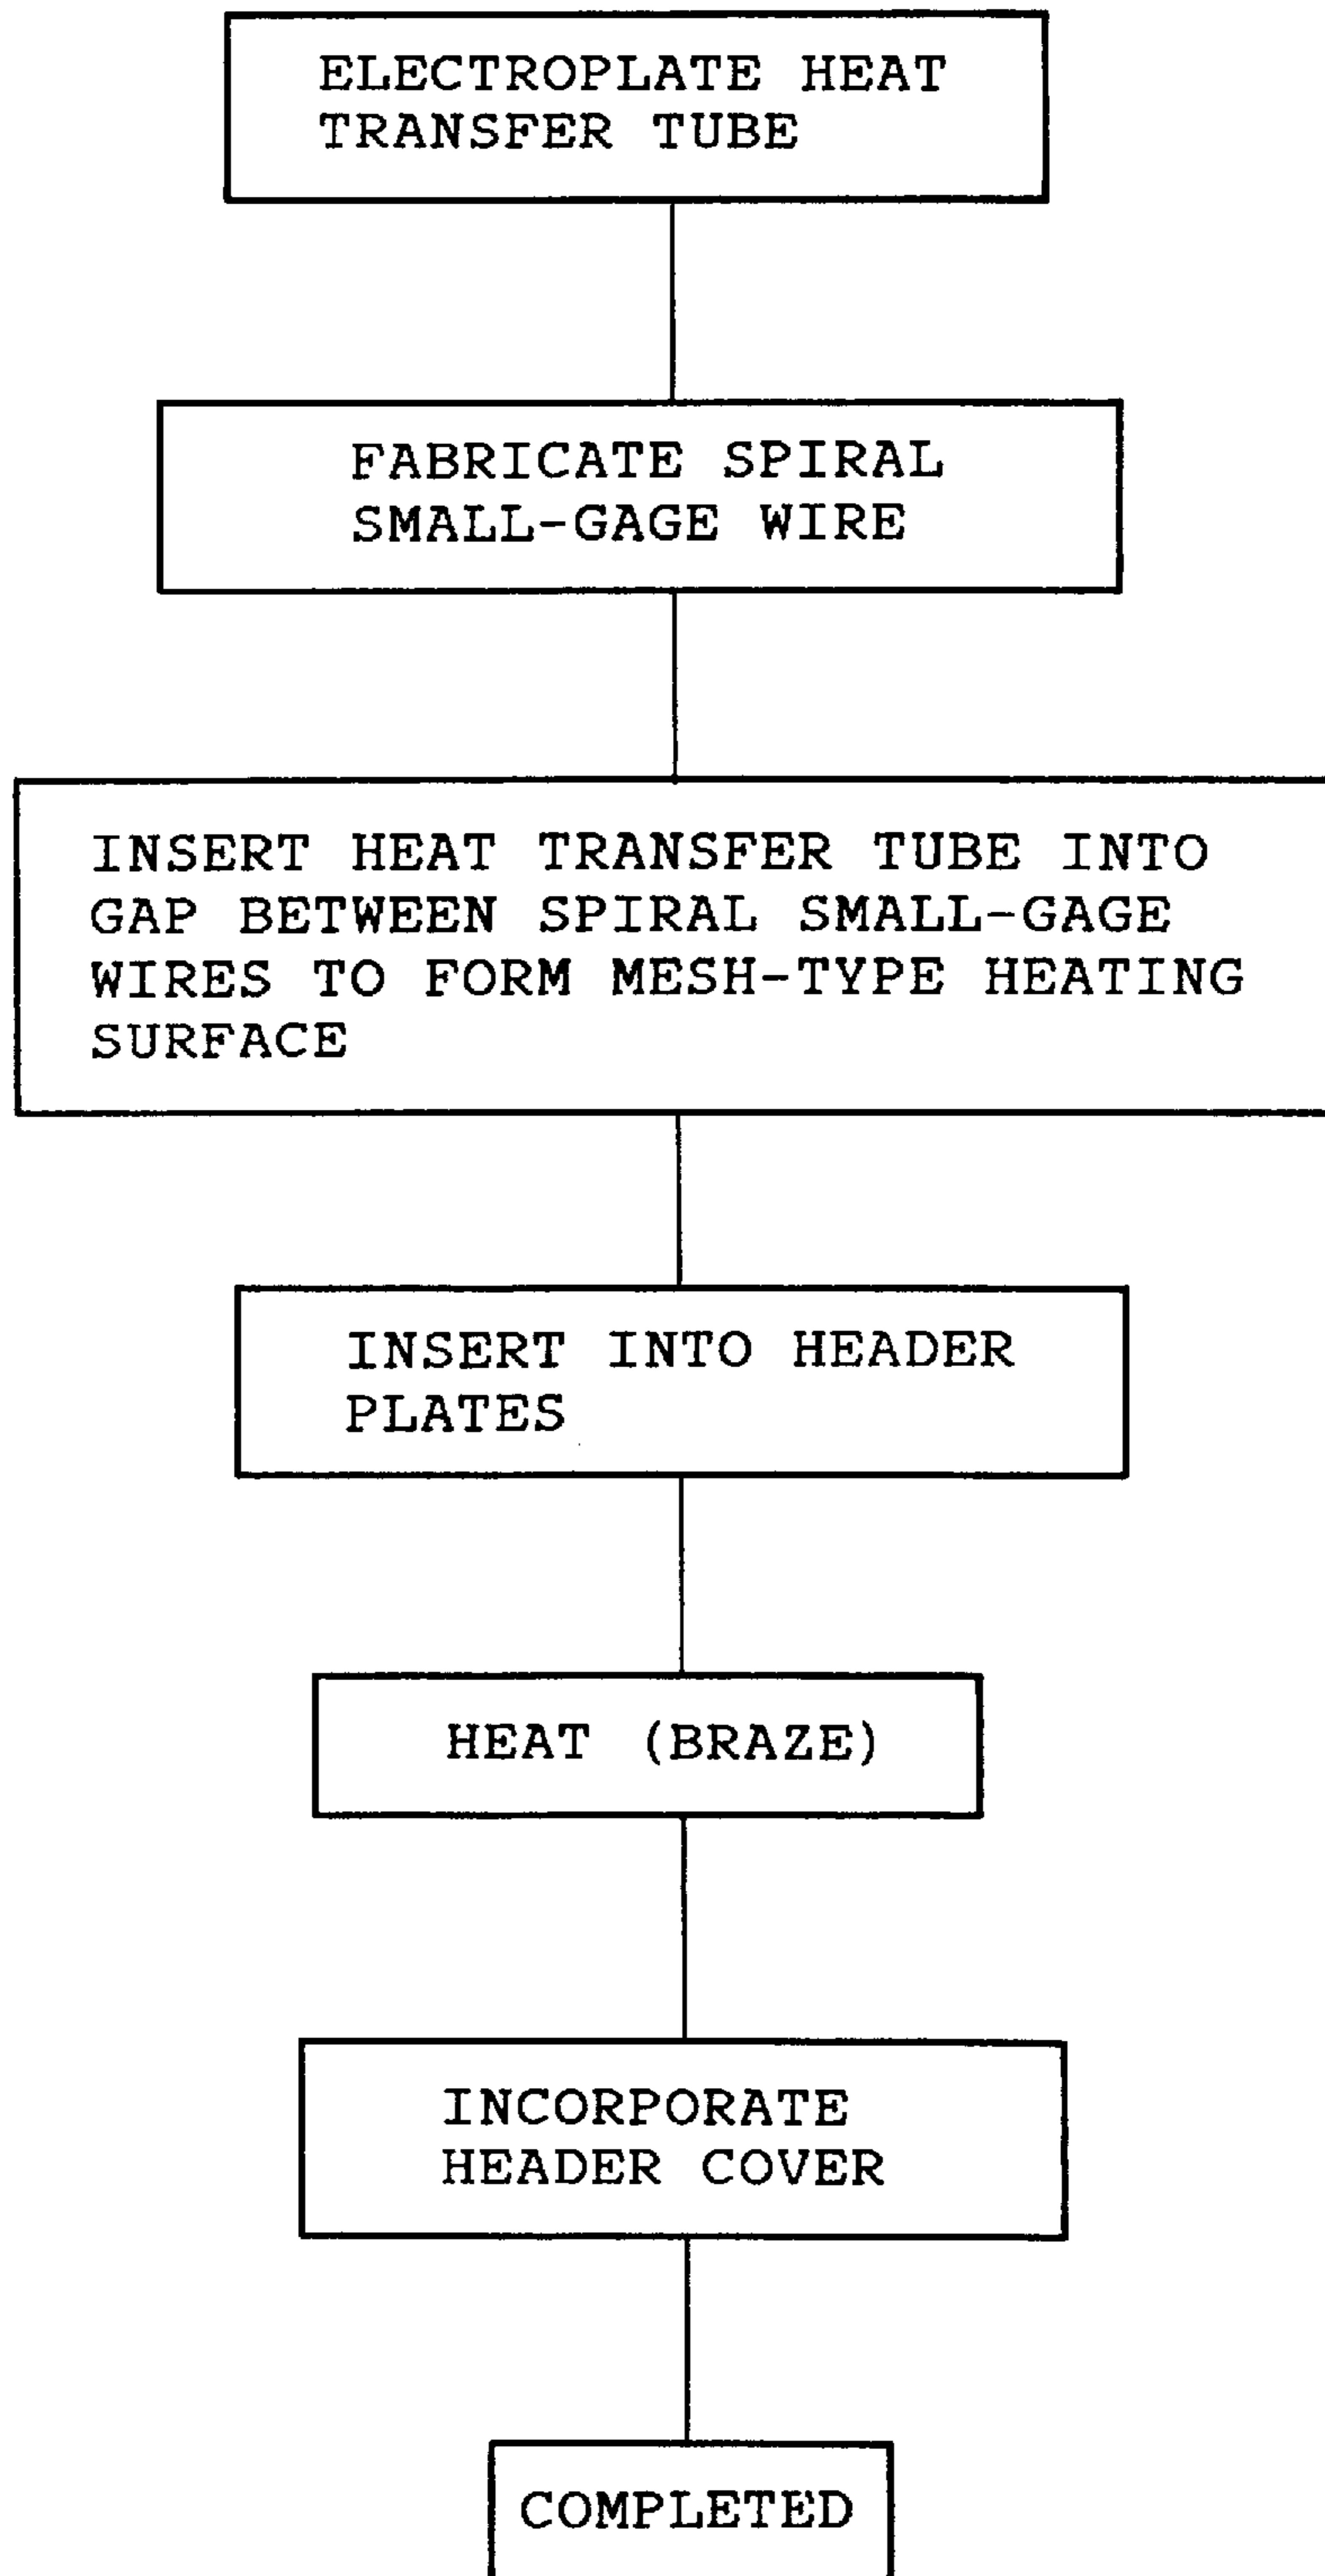 ELECTROPLATE HEAT
TRANSFER TUBE
FABRICATE SPIRAL
SMALL-GAGE WIRE
INSERT HEAT TRANSFER TUBE INTO
GAP BETWEEN SPIRAL SMALL-GAGE
WIRES TO FORM MESH-TYPE HEATING
SURFACE
INSERT INTO HEADER
PLATES
HEAT (BRAZE)
INCORPORATE
HEADER COVER
COMPLETED